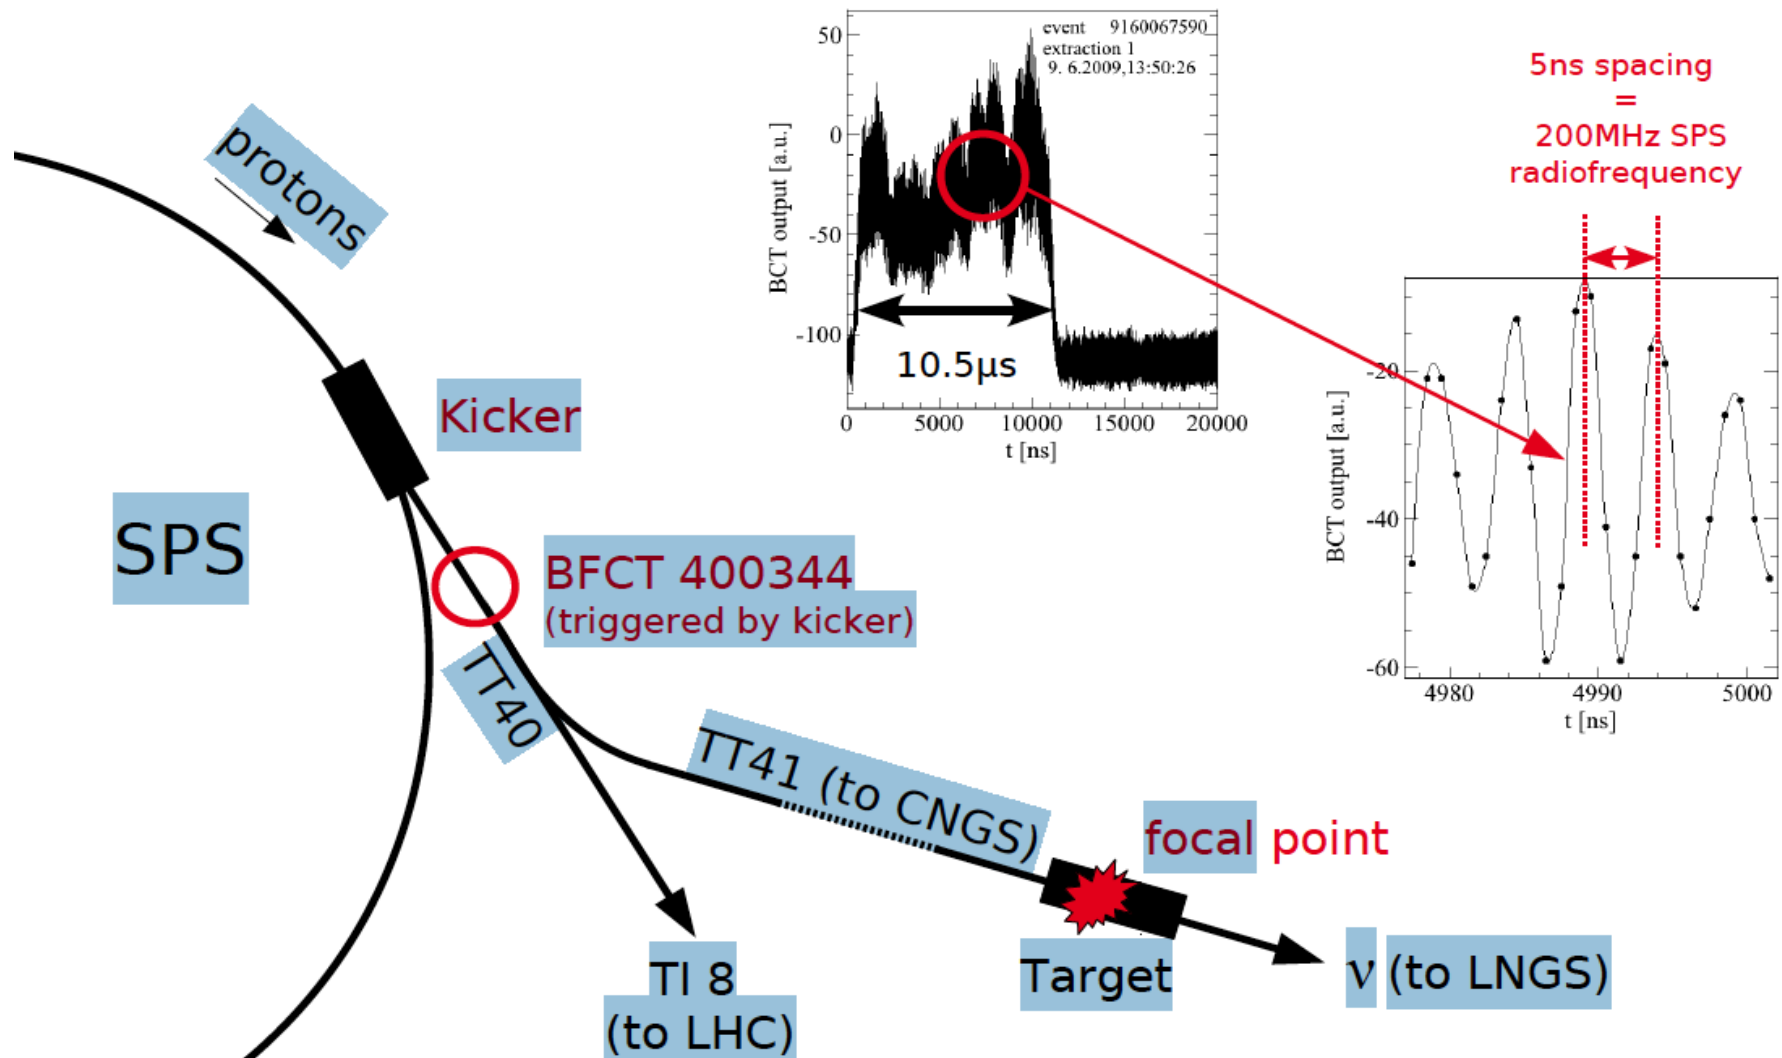 event 9160067590
extraction 1
9. 6.2009,13:50:26
50
0
-50
-100
BCT output [a.u.]
10.5µs
0 5000 10000 15000 20000
t [ns]
5ns spacing
=
200MHz SPS
radiofrequency
-20
-40
-60
BCT output [a.u.]
4980 4990 5000
t [ns]
protons
Kicker
SPS
BFCT 400344
(triggered by kicker)
TT40
TT41 (to CNGS)
focal point
Target
TI 8
(to LHC)
ν (to LNGS)